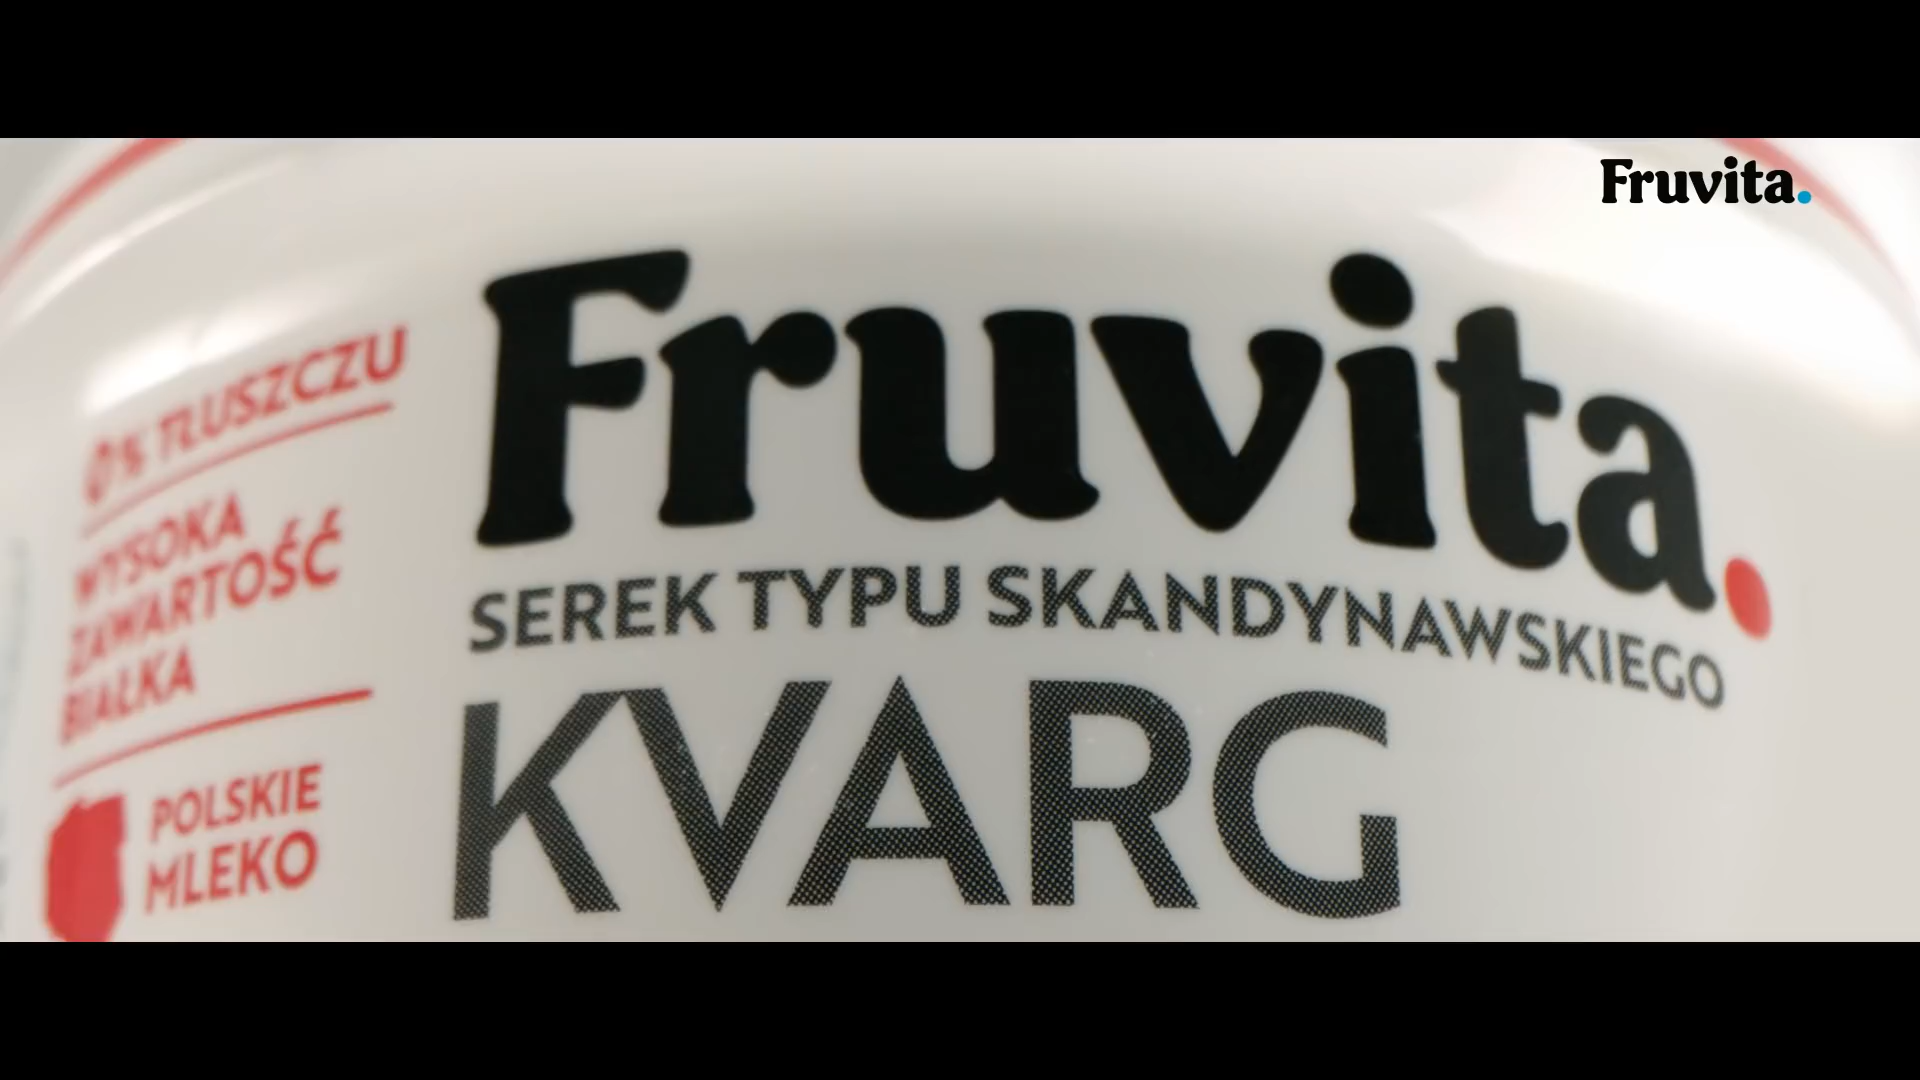 Fruvita.
Fruvita.
SEREK TYPU SKANDYNAWSKIEGO
KVARG
0% TŁUSZCZU
WYSOKA
ZAWARTOŚĆ
BIAŁKA
POLSKIE
MLEKO